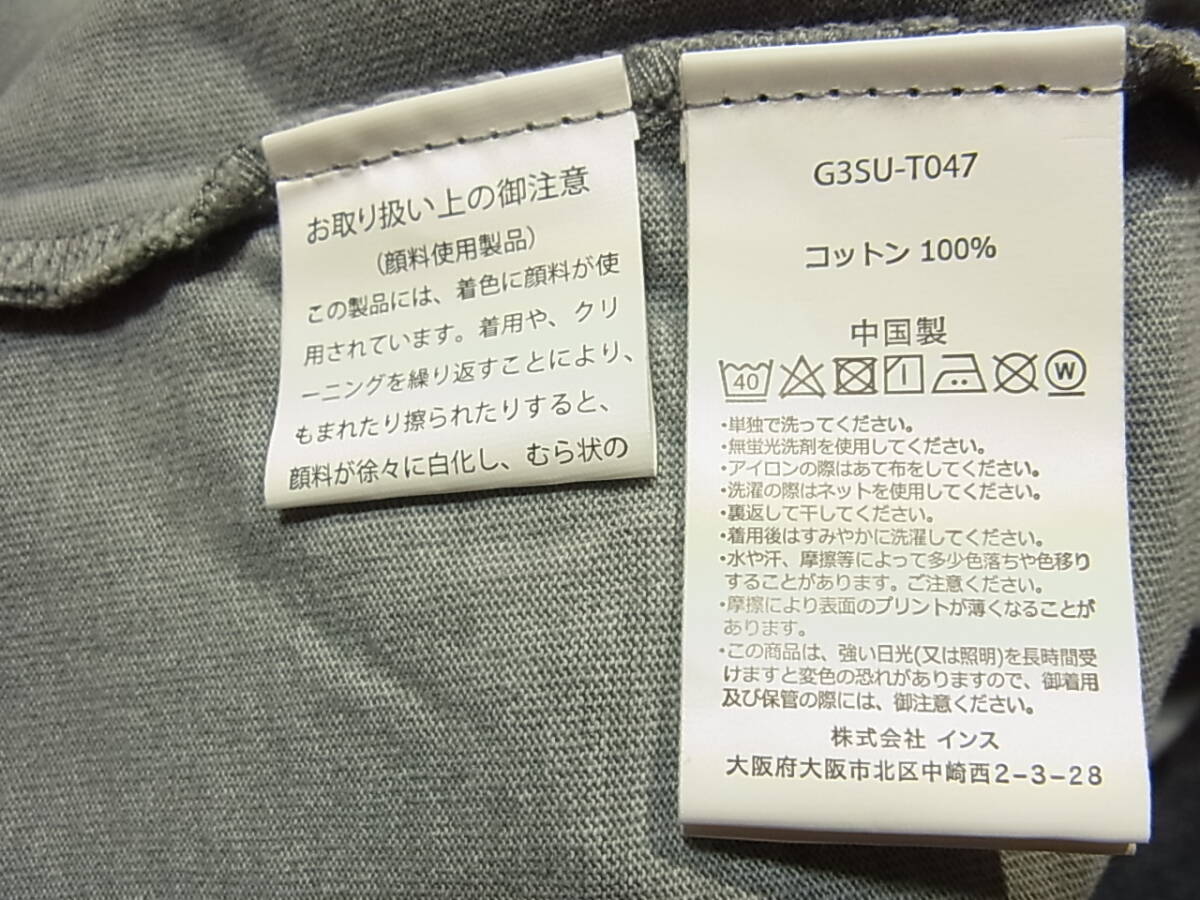 お取り扱い上の御注意
(顔料使用製品)
この製品には、着色に顔料が使
用されています。着用や、クリ
ーニングを繰り返すことにより、
もまれたり擦られたりすると、
顔料が徐々に白化し、むら状の
G3SU-T047
コットン 100%
中国製
40 W
・単独で洗ってください。
・無蛍光洗剤を使用してください。
・アイロンの際はあて布をしてください。
・洗濯の際はネットを使用してください。
・裏返して干してください。
・着用後はすみやかに洗濯してください。
・水や汗、摩擦等によって多少色落ちや色移り
することがあります。ご注意ください。
・摩擦により表面のプリントが薄くなることが
あります。
・この商品は、強い日光(又は照明)を長時間受
けますと変色の恐れがありますので、御着用
及び保管の際には、御注意ください。
株式会社 インス
大阪府大阪市北区中崎西2-3-28